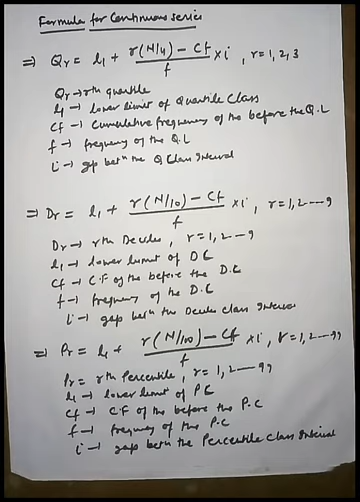 Formula for Continuous series
⇒ Qr = l1 + r(N/4) - Cf / f × i , r = 1, 2, 3
Qr → rth quartile
l1 → lower limit of Quartile Class
Cf → Cumulative frequency of the before the Q.L
f → frequency of the Q.L
i → gap betn the Q Class Interval
⇒ Dr = l1 + r(N/10) - Cf / f × i , r = 1, 2 --- 9
Dr → rth Deciles , r = 1, 2 --- 9
l1 → lower limit of D C
Cf → C.F of the before the D.C
f → frequency of the D.C
i → gap betn the Deciles class Interval
⇒ Pr = l1 + r(N/100) - Cf / f × i , r = 1, 2 --- 99
Pr = rth Percentile , r = 1, 2 --- 99
l1 → lower limit of P C
Cf → C.F of the before the P.C
f → frequency of the P.C
i → gap betn the Percentile Class Interval